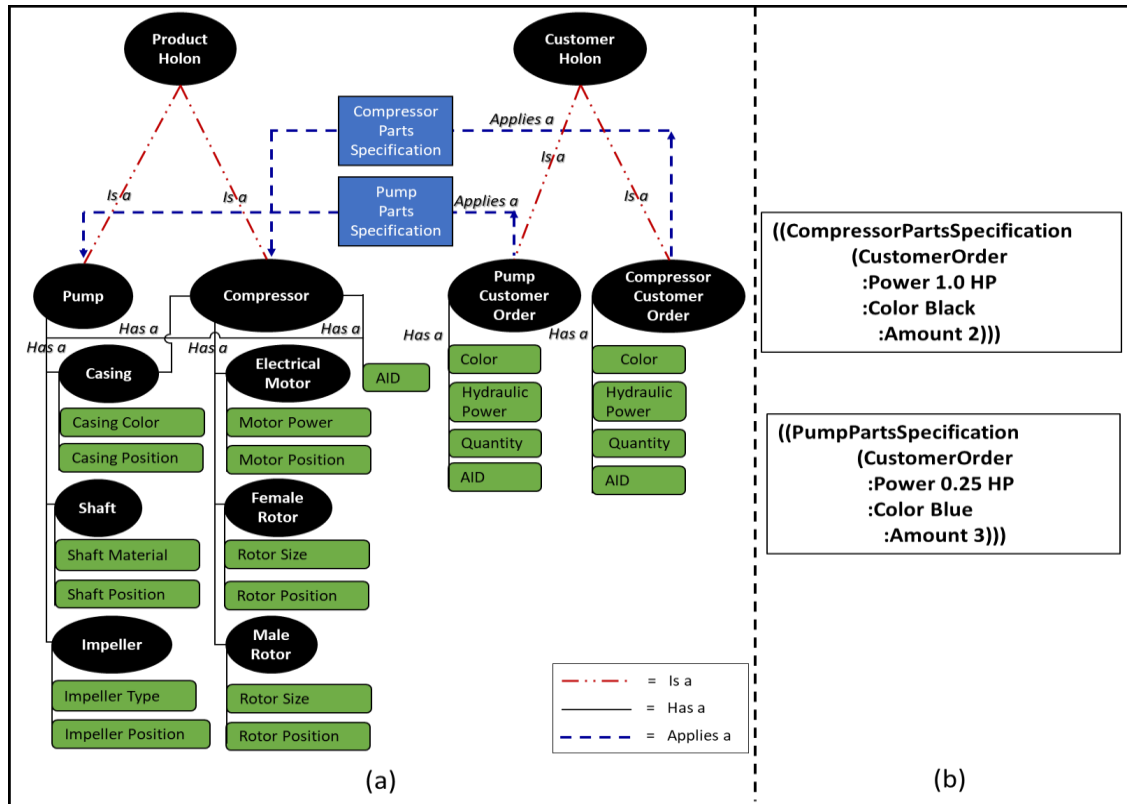 Product
Holon
Customer
Holon
Compressor
Parts
Specification
Applies a
Is a
Pump
Parts
Specification
Applies a
Is a
Is a
Is a
Pump
Compressor
Pump
Customer
Order
Compressor
Customer
Order
Has a
Has a
Has a
Has a
Has a
Casing
Casing Color
Casing Position
Shaft
Shaft Material
Shaft Position
Impeller
Impeller Type
Impeller Position
Electrical
Motor
Motor Power
Motor Position
Female
Rotor
Rotor Size
Rotor Position
Male
Rotor
Rotor Size
Rotor Position
AID
Color
Hydraulic
Power
Quantity
AID
Color
Hydraulic
Power
Quantity
AID
= Is a
= Has a
= Applies a
(a)
((CompressorPartsSpecification
(CustomerOrder
:Power 1.0 HP
:Color Black
:Amount 2)))
((PumpPartsSpecification
(CustomerOrder
:Power 0.25 HP
:Color Blue
:Amount 3)))
(b)